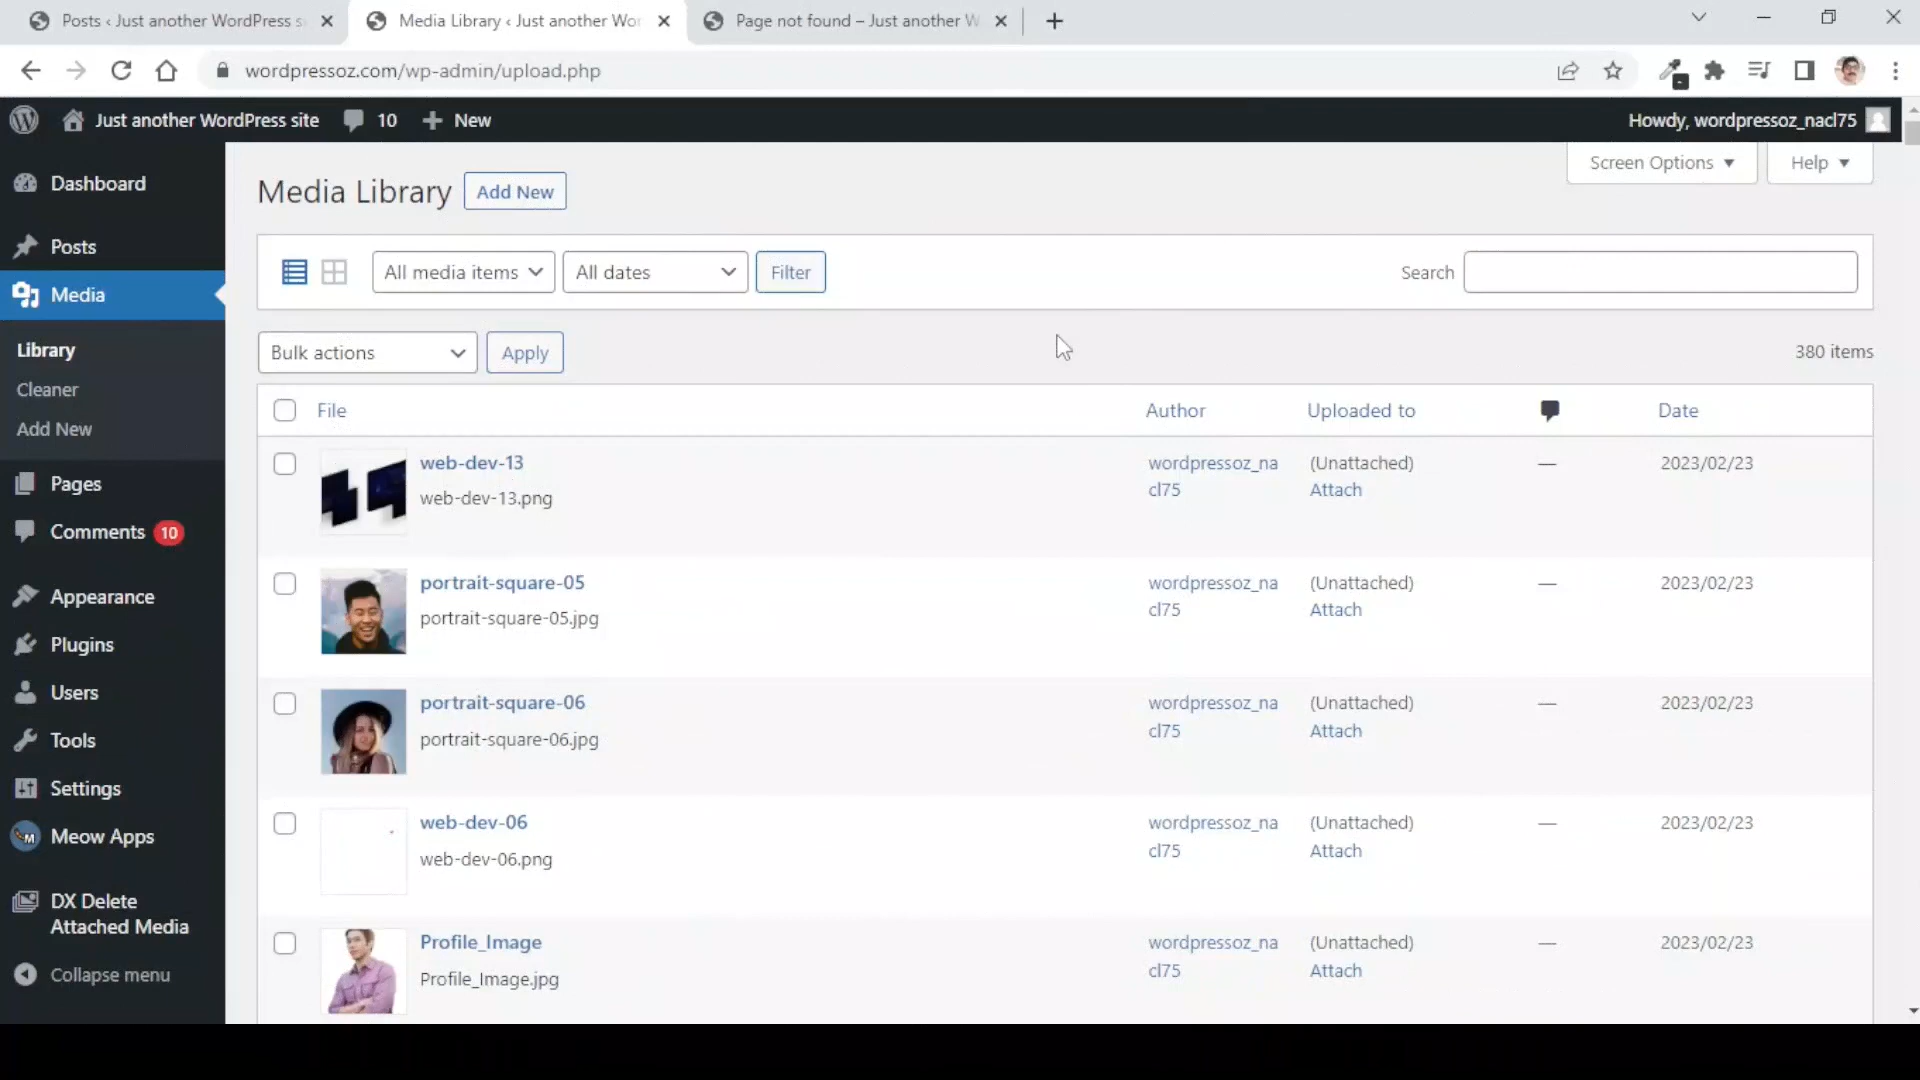 Posts ‹ Just another WordPress s
Media Library ‹ Just another Wor
Page not found – Just another W
wordpressoz.com/wp-admin/upload.php
Just another WordPress site
10
New
Howdy, wordpressoz_nacl75
Dashboard
Posts
Media
Library
Cleaner
Add New
Pages
Comments 10
Appearance
Plugins
Users
Tools
Settings
Meow Apps
DX Delete
Attached Media
Collapse menu
Screen Options
Help
Media Library
Add New
All media items
All dates
Filter
Search
Bulk actions
Apply
380 items
File
Author
Uploaded to
Date
web-dev-13
web-dev-13.png
wordpressoz_na
cl75
(Unattached)
Attach
—
2023/02/23
portrait-square-05
portrait-square-05.jpg
wordpressoz_na
cl75
(Unattached)
Attach
—
2023/02/23
portrait-square-06
portrait-square-06.jpg
wordpressoz_na
cl75
(Unattached)
Attach
—
2023/02/23
web-dev-06
web-dev-06.png
wordpressoz_na
cl75
(Unattached)
Attach
—
2023/02/23
Profile_Image
Profile_Image.jpg
wordpressoz_na
cl75
(Unattached)
Attach
—
2023/02/23